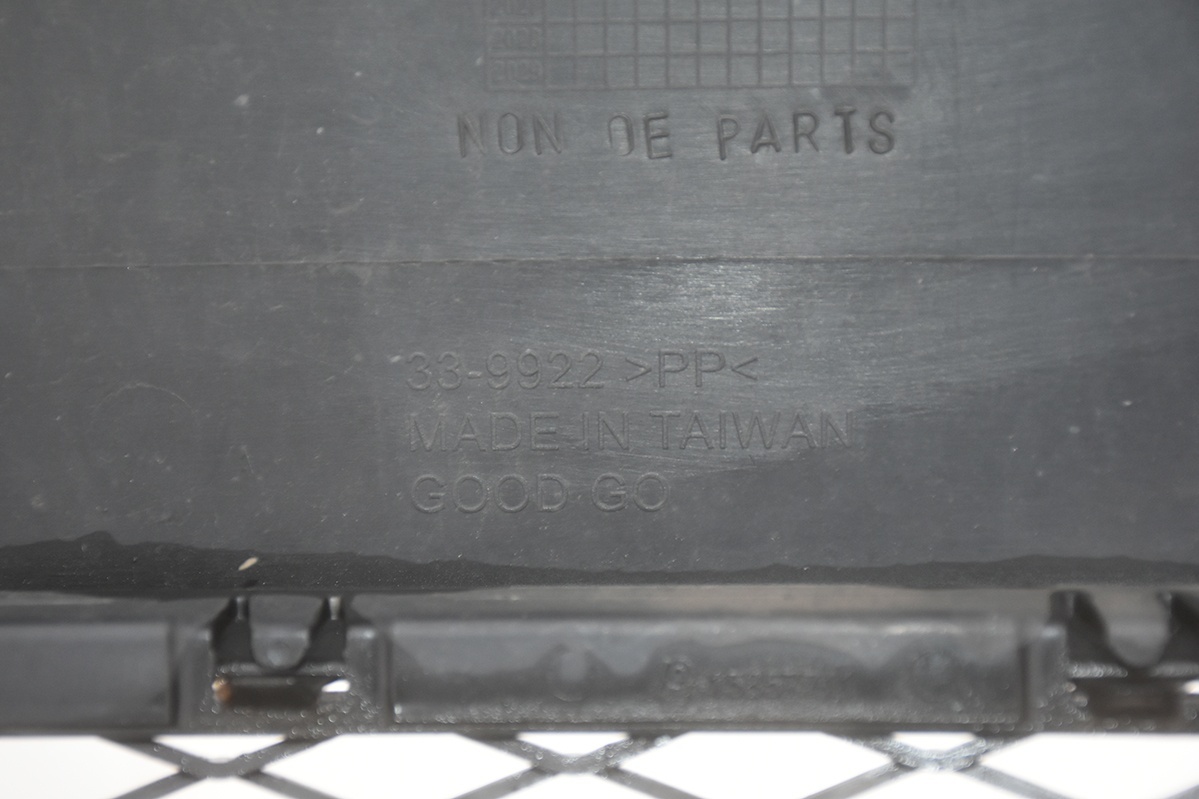 NON OE PARTS
33-9922 >PP<
MADE IN TAIWAN
GOOD GO